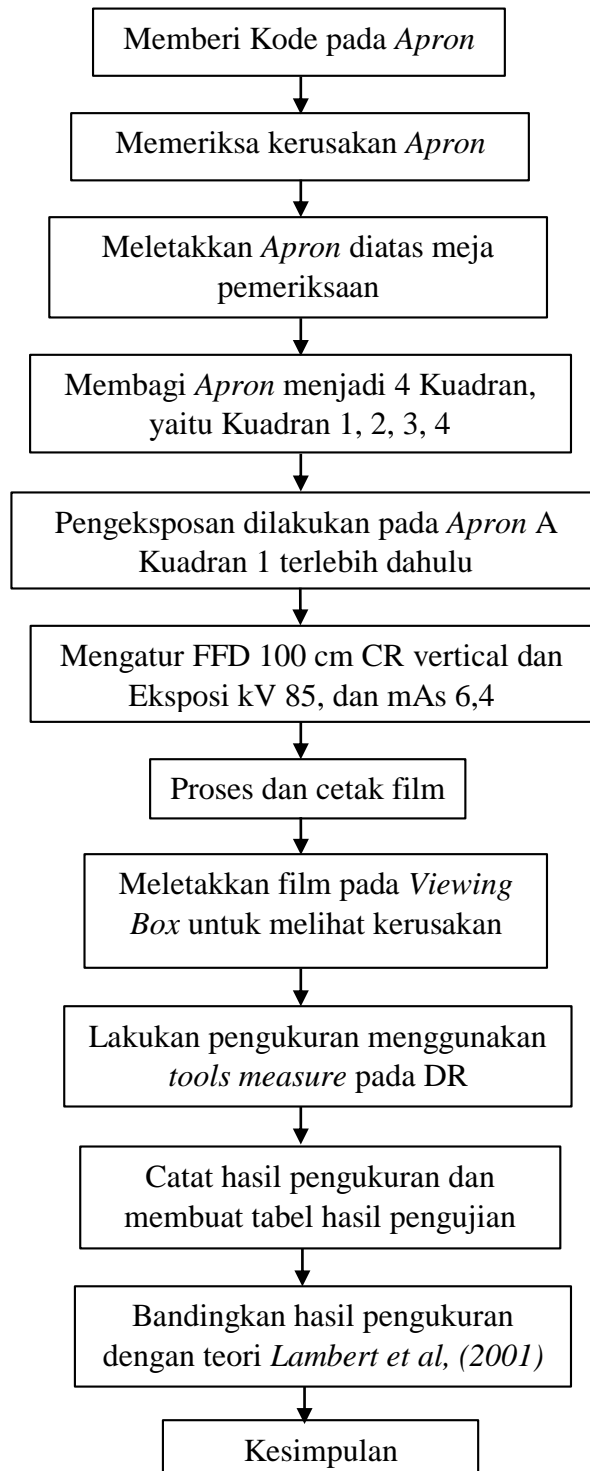 Memberi Kode pada Apron
Memeriksa kerusakan Apron
Meletakkan Apron diatas meja
pemeriksaan
Membagi Apron menjadi 4 Kuadran,
yaitu Kuadran 1, 2, 3, 4
Pengeksposan dilakukan pada Apron A
Kuadran 1 terlebih dahulu
Mengatur FFD 100 cm CR vertical dan
Eksposi kV 85, dan mAs 6,4
Proses dan cetak film
Meletakkan film pada Viewing
Box untuk melihat kerusakan
Lakukan pengukuran menggunakan
tools measure pada DR
Catat hasil pengukuran dan
membuat tabel hasil pengujian
Bandingkan hasil pengukuran
dengan teori Lambert et al, (2001)
Kesimpulan